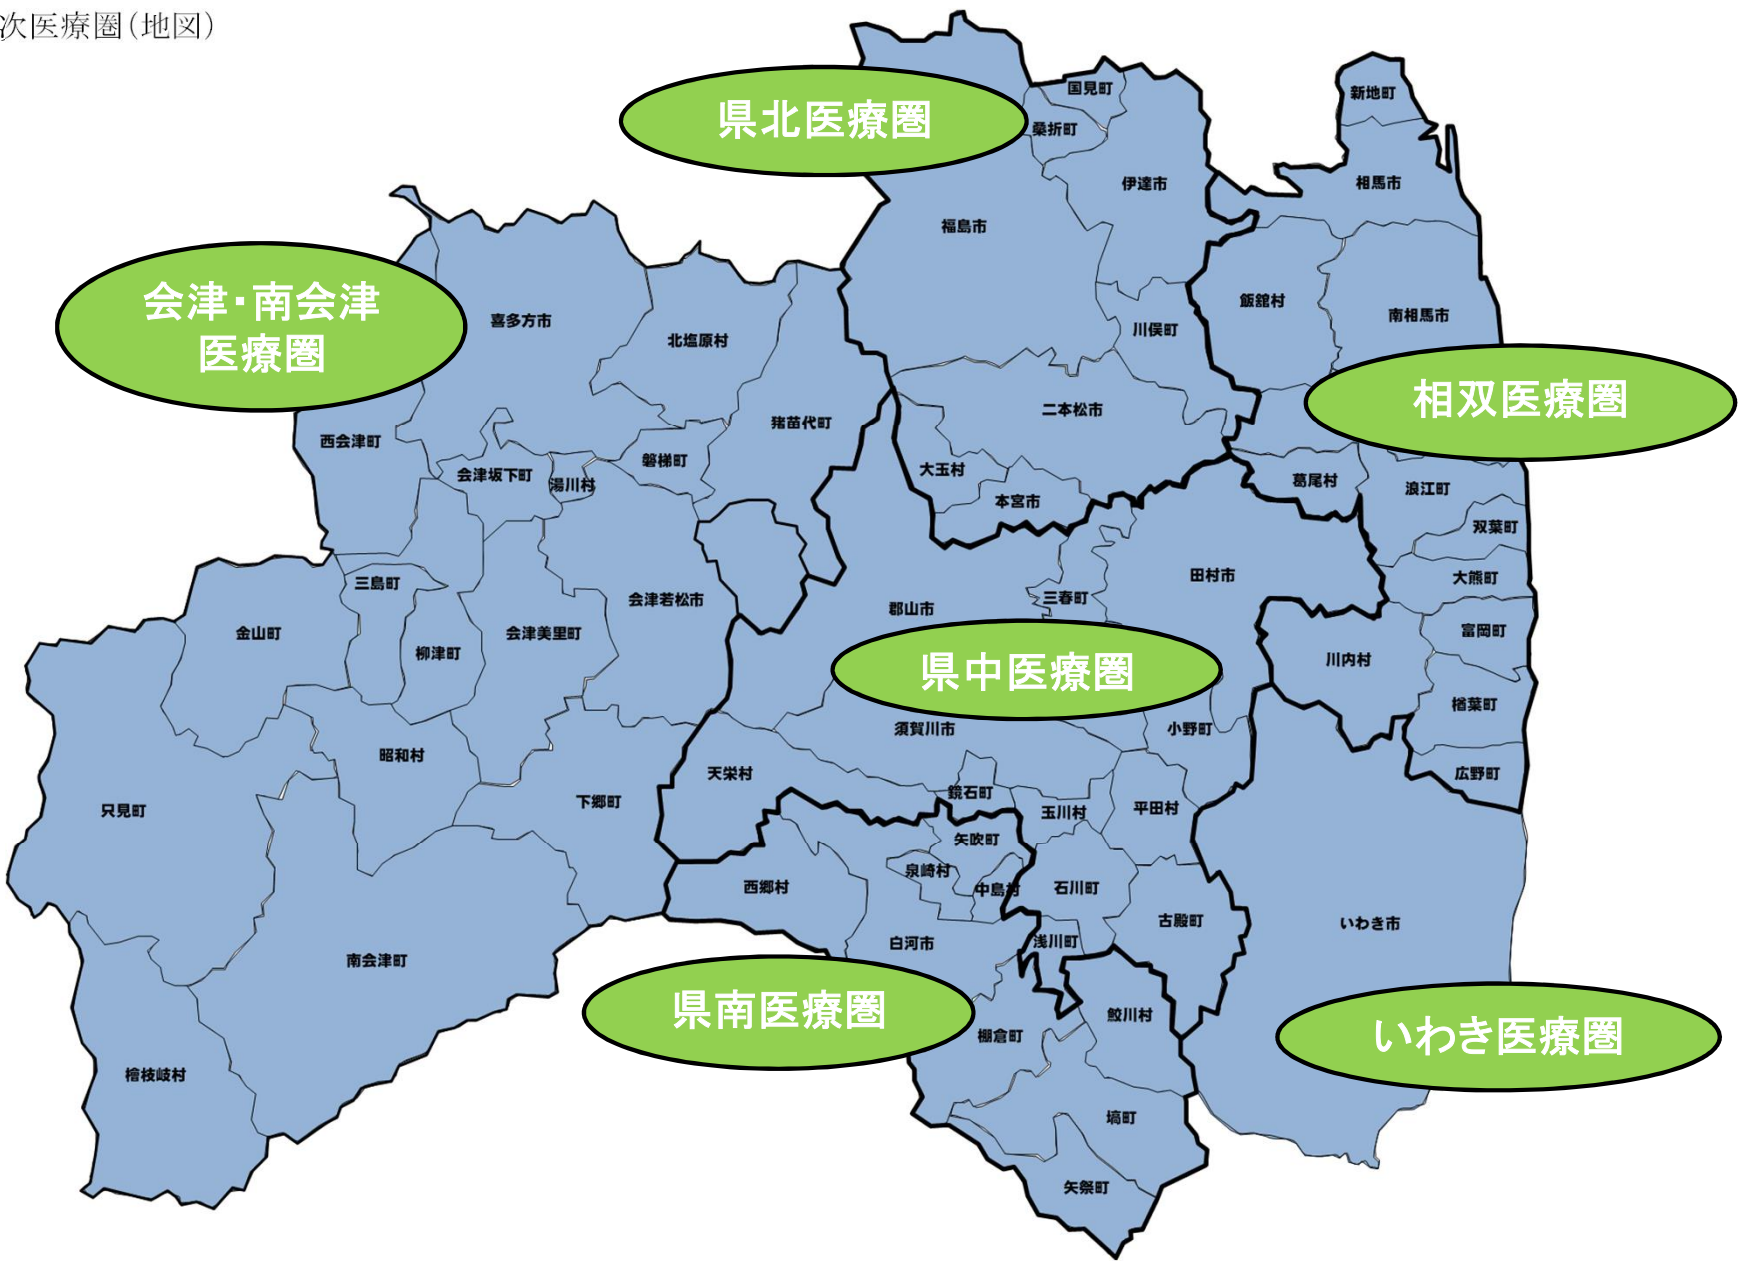 次医療圏(地図)
県北医療圏
国見町
桑折町
伊達市
福島市
川俣町
二本松市
大玉村
本宮市
新地町
相馬市
飯舘村
南相馬市
相双医療圏
葛尾村
浪江町
双葉町
大熊町
富岡町
川内村
楢葉町
広野町
会津・南会津
医療圏
喜多方市
北塩原村
猪苗代町
西会津町
会津坂下町
湯川村
磐梯町
三島町
金山町
柳津町
会津美里町
会津若松市
昭和村
下郷町
只見町
南会津町
檜枝岐村
田村市
三春町
郡山市
県中医療圏
須賀川市
小野町
天栄村
鏡石町
玉川村
平田村
石川町
古殿町
浅川町
矢吹町
泉崎村
中島村
西郷村
白河市
県南医療圏
棚倉町
鮫川村
塙町
矢祭町
いわき市
いわき医療圏